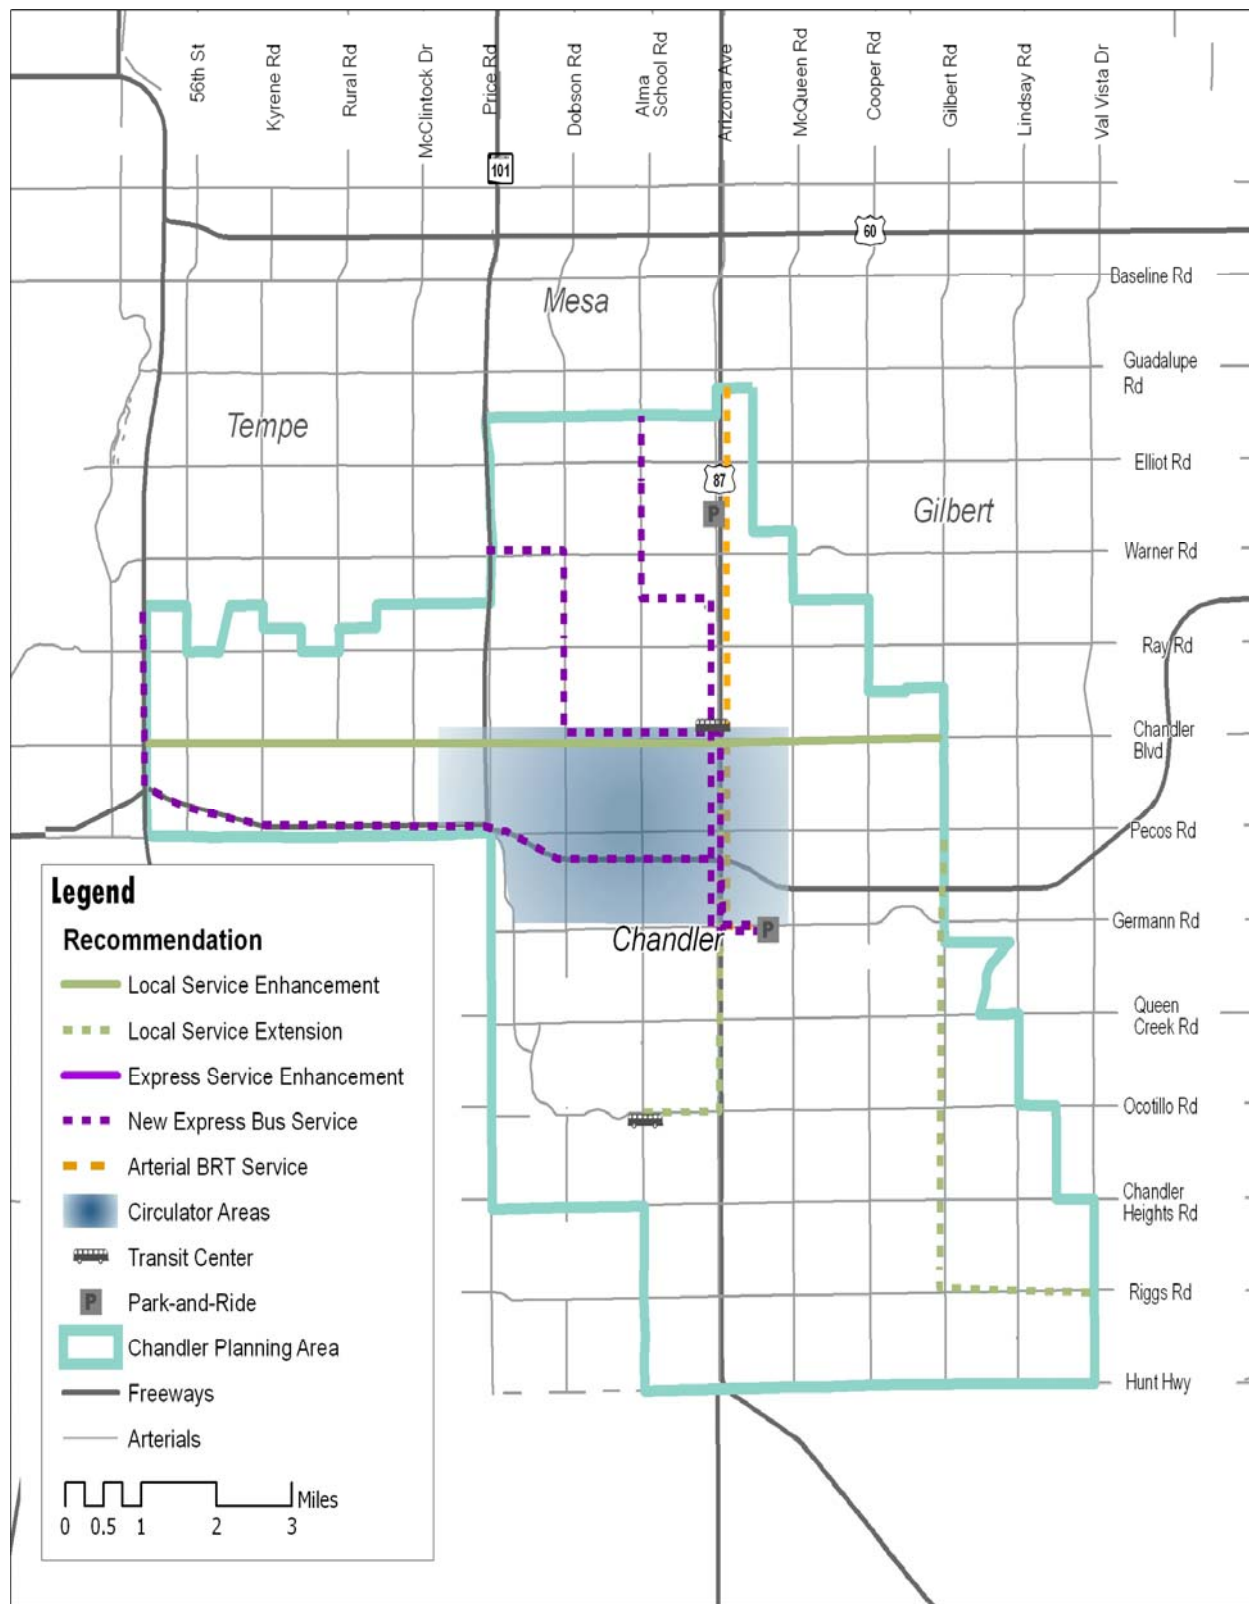 56th St
Kyrene Rd
Rural Rd
McClintock Dr
Price Rd
Dobson Rd
Alma
School Rd
Arizona Ave
McQueen Rd
Cooper Rd
Gilbert Rd
Lindsay Rd
Val Vista Dr
101
60
Baseline Rd
Mesa
Guadalupe
Rd
Tempe
Elliot Rd
87
P
Gilbert
Warner Rd
Ray Rd
Chandler
Blvd
Pecos Rd
Germann Rd
P
Chandler
Queen
Creek Rd
Ocotillo Rd
Chandler
Heights Rd
Riggs Rd
Hunt Hwy
Legend
Recommendation
Local Service Enhancement
Local Service Extension
Express Service Enhancement
New Express Bus Service
Arterial BRT Service
Circulator Areas
Transit Center
P Park-and-Ride
Chandler Planning Area
Freeways
Arterials
Miles
0 0.5 1 2 3